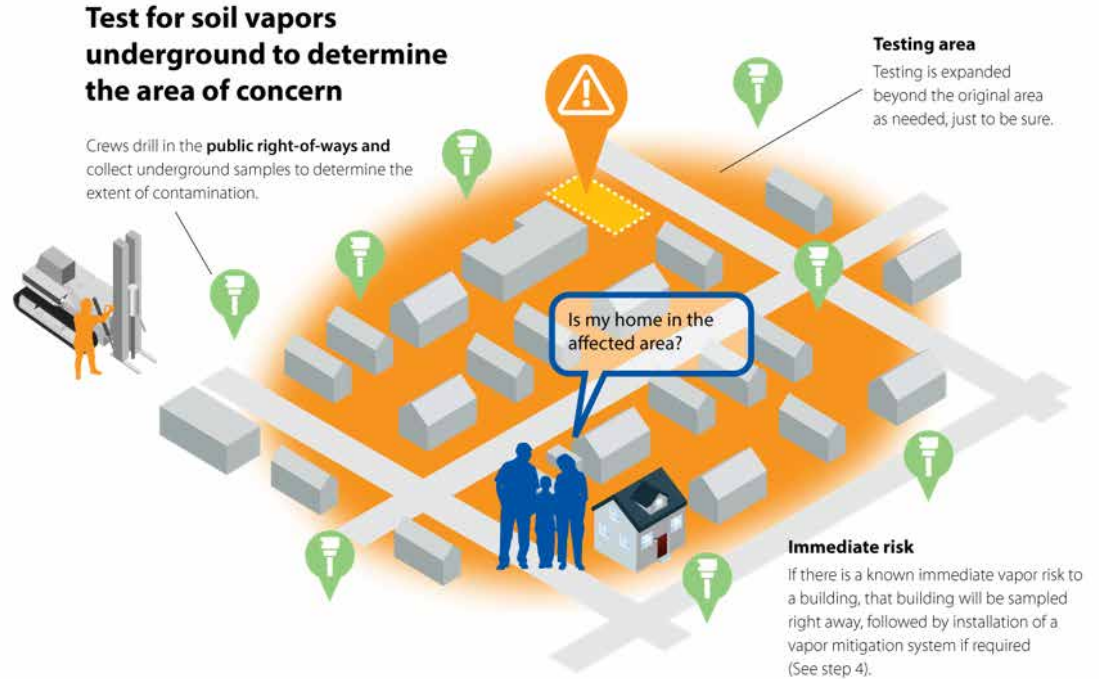 Test for soil vapors
underground to determine
the area of concern
Crews drill in the public right-of-ways and
collect underground samples to determine the
extent of contamination.
Testing area
Testing is expanded
beyond the original area
as needed, just to be sure.
Is my home in the
affected area?
Immediate risk
If there is a known immediate vapor risk to
a building, that building will be sampled
right away, followed by installation of a
vapor mitigation system if required
(See step 4).